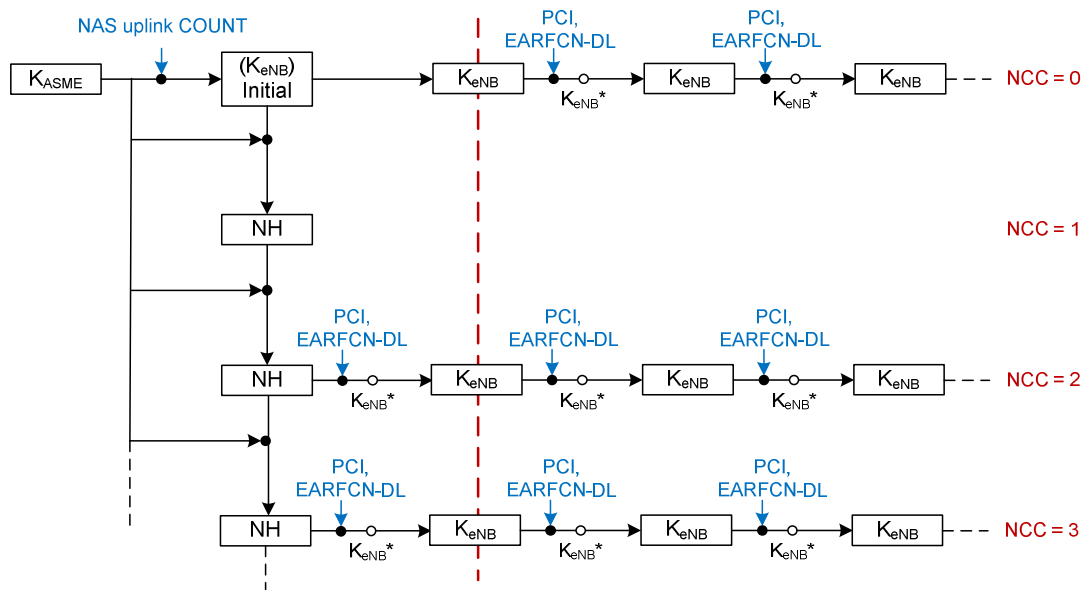 NAS uplink COUNT
PCI,
EARFCN-DL
PCI,
EARFCN-DL
KASME
(KeNB)
Initial
KeNB
KeNB*
KeNB
KeNB*
KeNB
NCC = 0
NH
NCC = 1
PCI,
EARFCN-DL
PCI,
EARFCN-DL
PCI,
EARFCN-DL
NH
KeNB*
KeNB
KeNB*
KeNB
KeNB*
KeNB
NCC = 2
PCI,
EARFCN-DL
PCI,
EARFCN-DL
PCI,
EARFCN-DL
NH
KeNB*
KeNB
KeNB*
KeNB
KeNB*
KeNB
NCC = 3